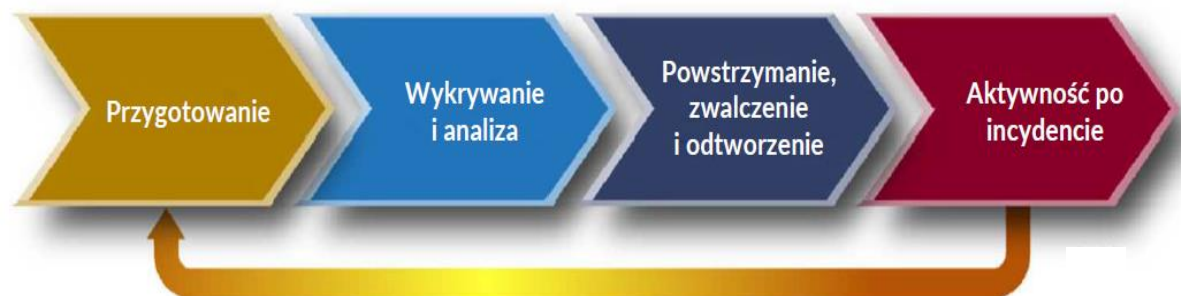 Przygotowanie
Wykrywanie
i analiza
Powstrzymanie,
zwalczenie
i odtworzenie
Aktywność po
incydencie